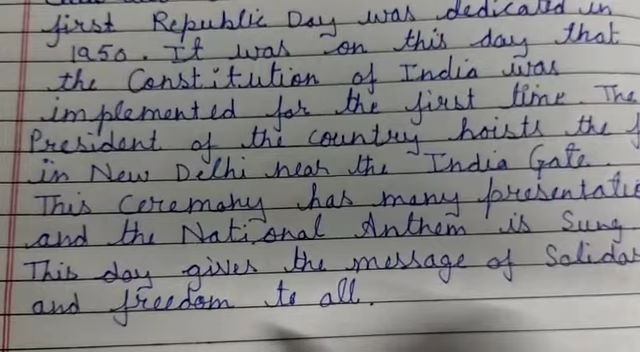 first Republic Day was dedicated in
1950. It was on this day that
the Constitution of India was
implemented for the first time. The
President of the country hoists the
in New Delhi near the India Gate.
This Ceremony has many
and the National Anthem is Sung
This day gives the message of
and freedom to all.